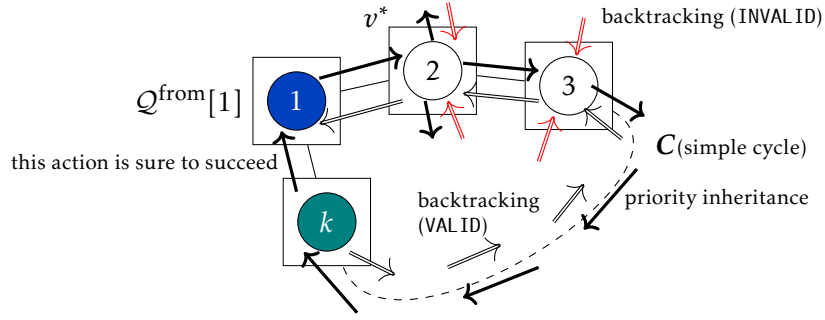 v*
backtracking (INVALID)
2
3
1
𝒬^from[1]
C(simple cycle)
this action is sure to succeed
backtracking
(VALID)
priority inheritance
k